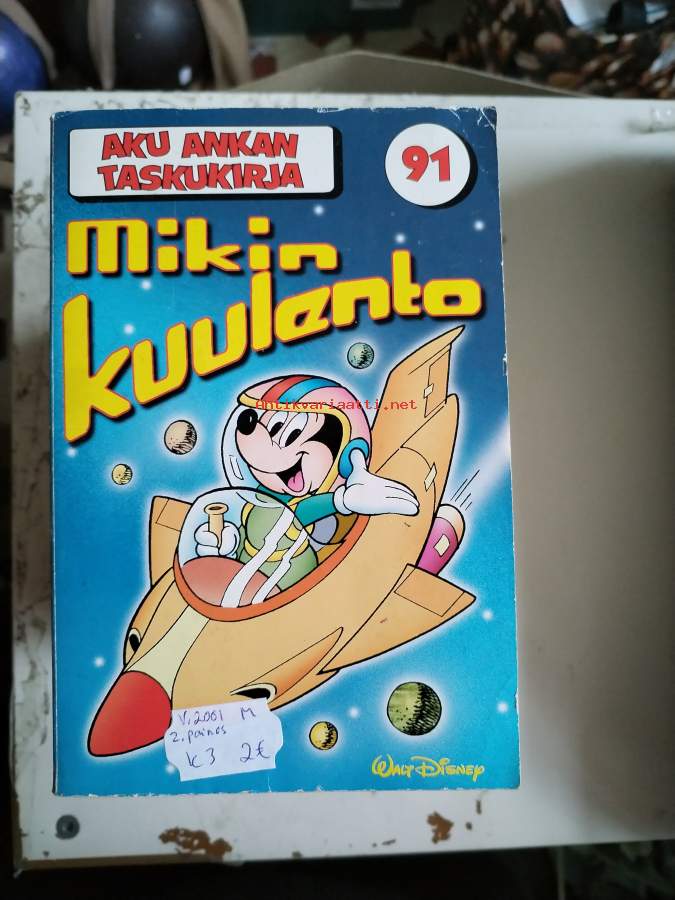 AKU ANKAN
TASKUKIRJA
91
mikin
kuulento
Antikvariaatti.net
V. 2001 M
2. painos
K3 2€
WALT DISNEY